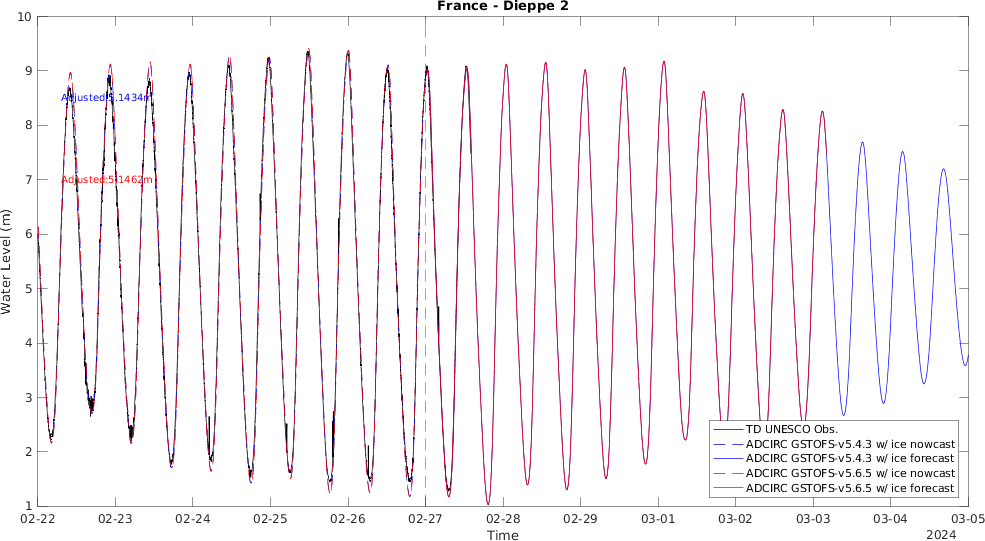 France - Dieppe 2
10
9
8
7
6
5
4
3
2
1
Water Level (m)
Adjusted:5.1434m
Adjusted:5.1462m
TD UNESCO Obs.
ADCIRC GSTOFS-v5.4.3 w/ ice nowcast
ADCIRC GSTOFS-v5.4.3 w/ ice forecast
ADCIRC GSTOFS-v5.6.5 w/ ice nowcast
ADCIRC GSTOFS-v5.6.5 w/ ice forecast
02-22 02-23 02-24 02-25 02-26 02-27 02-28 02-29 03-01 03-02 03-03 03-04 03-05
Time
2024